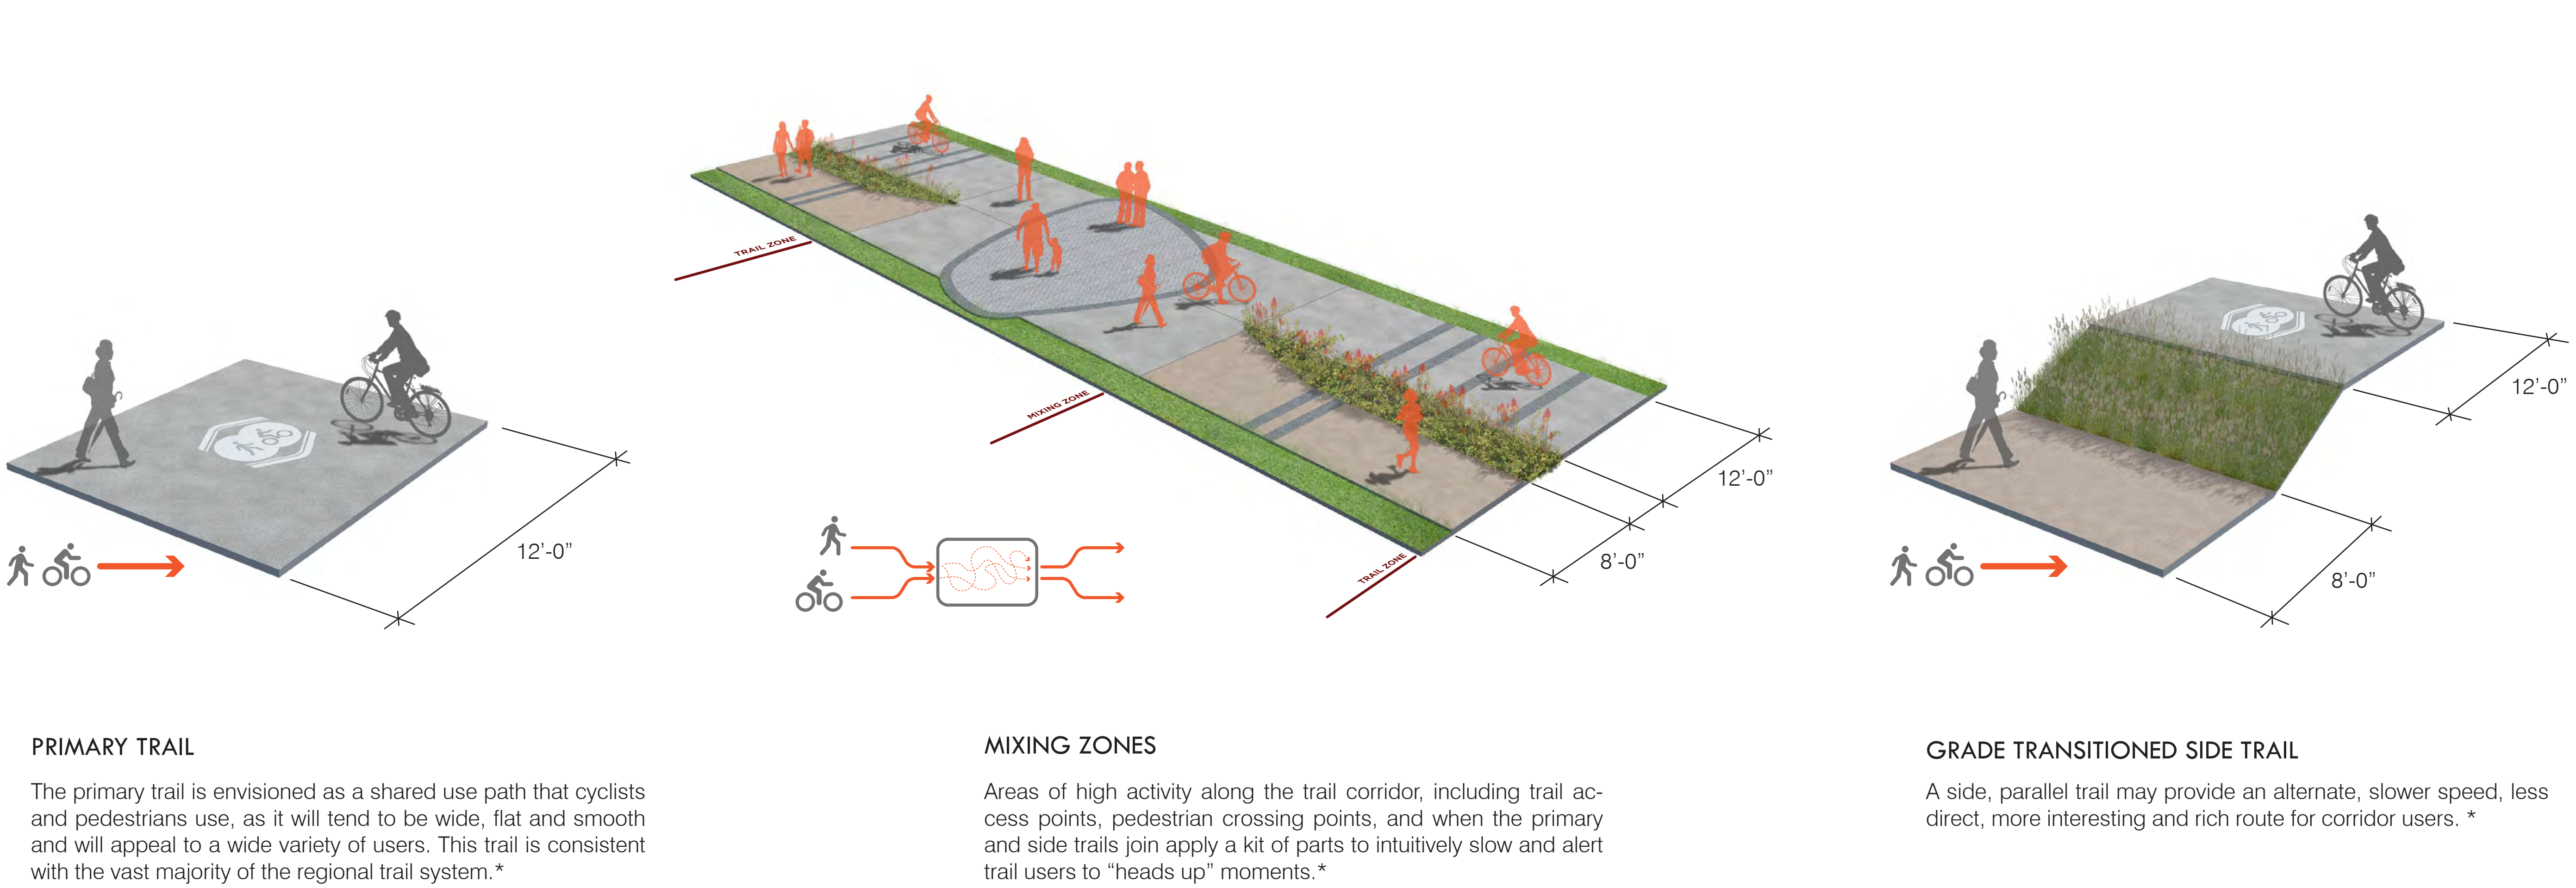 TRAIL ZONE
MIXING ZONE
TRAIL ZONE
12’-0”
12’-0”
8’-0”
12’-0”
8’-0”
PRIMARY TRAIL
The primary trail is envisioned as a shared use path that cyclists
and pedestrians use, as it will tend to be wide, flat and smooth
and will appeal to a wide variety of users. This trail is consistent
with the vast majority of the regional trail system.*
MIXING ZONES
Areas of high activity along the trail corridor, including trail ac-
cess points, pedestrian crossing points, and when the primary
and side trails join apply a kit of parts to intuitively slow and alert
trail users to “heads up” moments.*
GRADE TRANSITIONED SIDE TRAIL
A side, parallel trail may provide an alternate, slower speed, less
direct, more interesting and rich route for corridor users. *